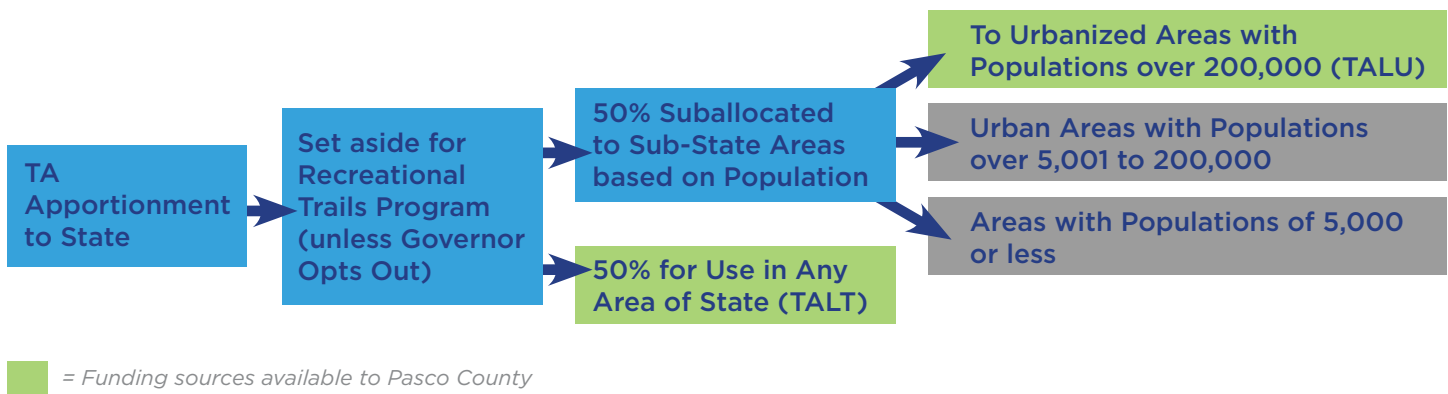 TA
Apportionment
to State
Set aside for
Recreational
Trails Program
(unless Governor
Opts Out)
50% Suballocated
to Sub-State Areas
based on Population
50% for Use in Any
Area of State (TALT)
To Urbanized Areas with
Populations over 200,000 (TALU)
Urban Areas with Populations
over 5,001 to 200,000
Areas with Populations of 5,000
or less
= Funding sources available to Pasco County